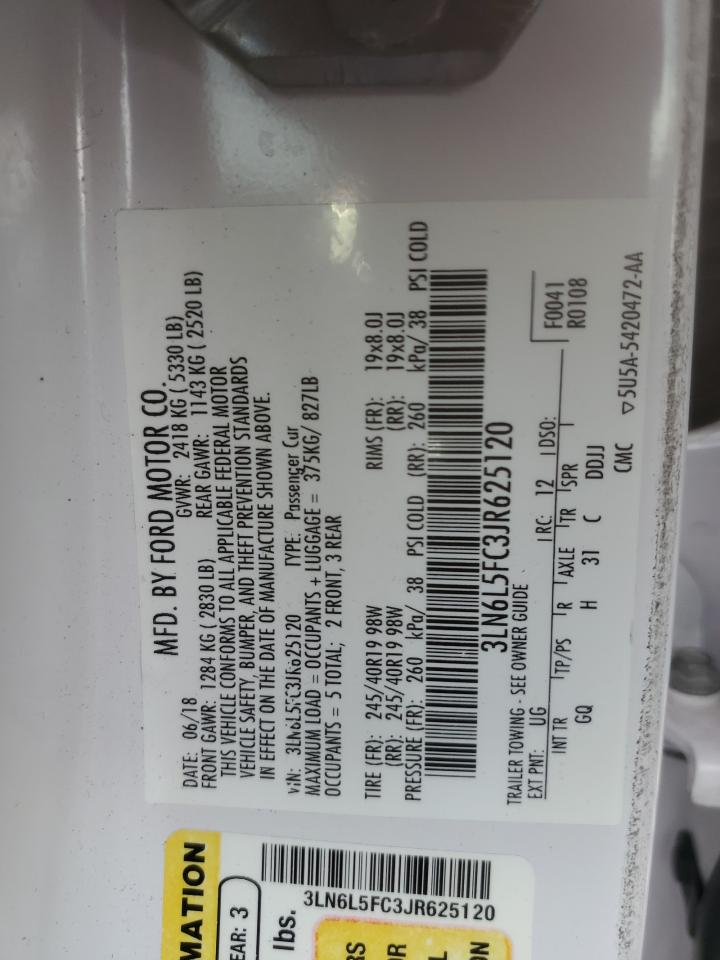 MFD. BY FORD MOTOR CO.
DATE: 06/18 GVWR: 2418 KG ( 5330 LB)
FRONT GAWR: 1284 KG ( 2830 LB) REAR GAWR: 1143 KG ( 2520 LB)
THIS VEHICLE CONFORMS TO ALL APPLICABLE FEDERAL MOTOR
VEHICLE SAFETY, BUMPER, AND THEFT PREVENTION STANDARDS
IN EFFECT ON THE DATE OF MANUFACTURE SHOWN ABOVE.
VIN: 3LN6L5FC3JR625120 TYPE: Passenger Car
MAXIMUM LOAD = OCCUPANTS + LUGGAGE = 375KG/ 827LB
OCCUPANTS = 5 TOTAL; 2 FRONT, 3 REAR
TIRE (FR): 245/40R19 98W RIMS (FR): 19x8.0J
(RR): 245/40R19 98W (RR): 19x8.0J
PRESSURE (FR): 260 kPa/ 38 PSI COLD (RR): 260 kPa/ 38 PSI COLD
3LN6L5FC3JR625120
TRAILER TOWING - SEE OWNER GUIDE
EXT PNT: UG RC: 12 DSO:
F0041
R0108
INT TR TP/PS R AXLE TR SPR
GQ H 31 C DDJJ
CMC ▽5U5A-5420472-AA
MATION
EAR: 3
lbs.
3LN6L5FC3JR625120
RS
OR
L
ON